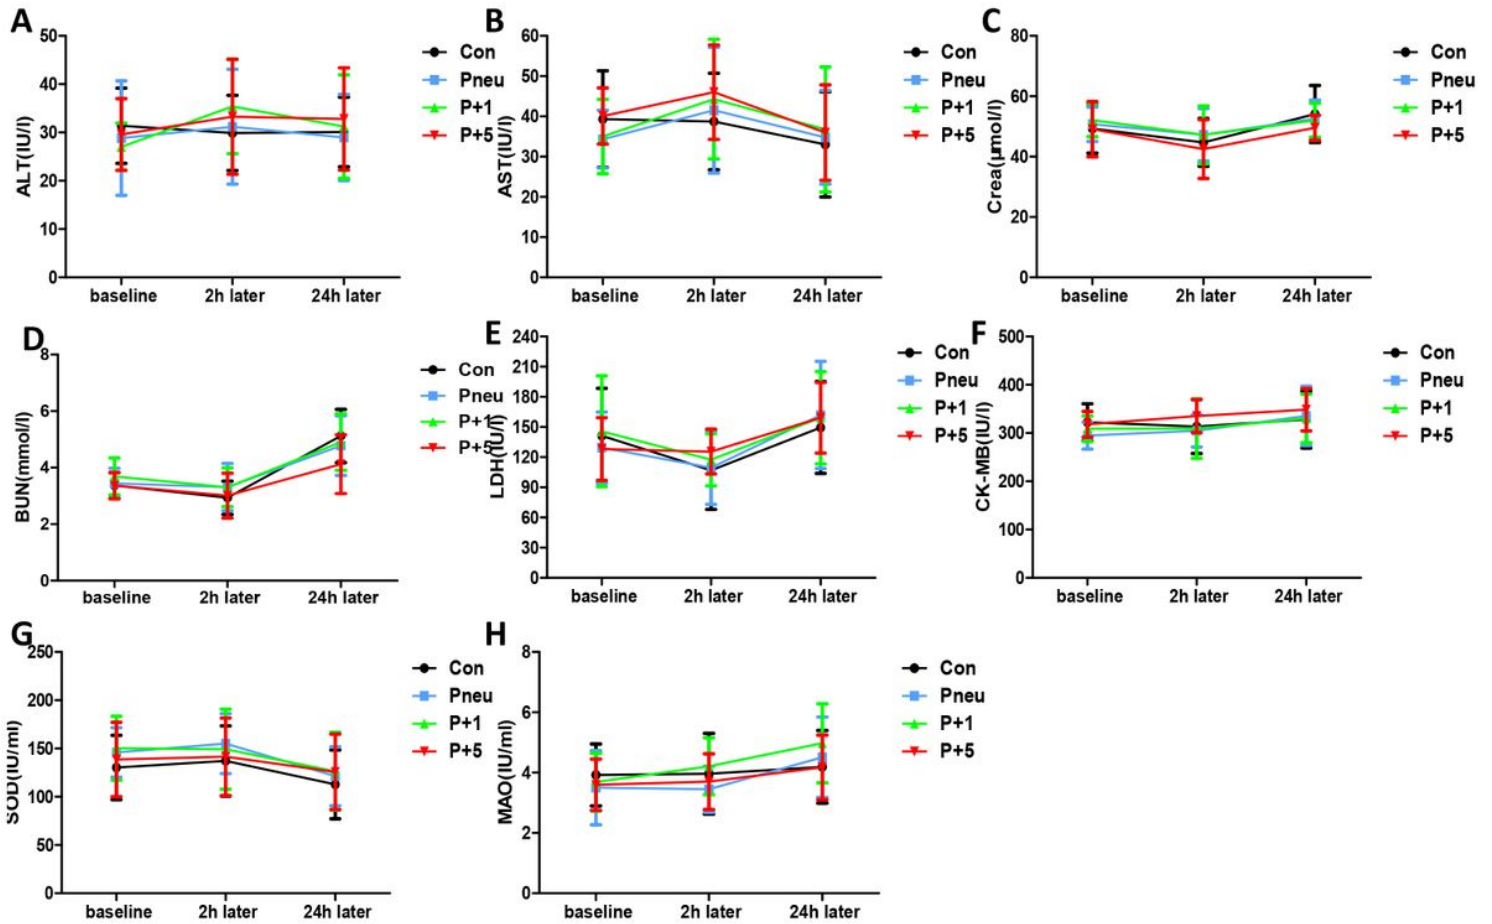 A
ALT(IU/l)
50
40
30
20
10
0
baseline 2h later 24h later
Con
Pneu
P+1
P+5
B
AST(IU/l)
60
50
40
30
20
10
0
baseline 2h later 24h later
Con
Pneu
P+1
P+5
C
Crea(μmol/l)
80
60
40
20
0
baseline 2h later 24h later
Con
Pneu
P+1
P+5
D
BUN(mmol/l)
8
6
4
2
0
baseline 2h later 24h later
Con
Pneu
P+1
P+5
E
LDH(IU/l)
240
210
180
150
120
90
60
30
0
baseline 2h later 24h later
Con
Pneu
P+1
P+5
F
CK-MB(IU/l)
500
400
300
200
100
0
baseline 2h later 24h later
Con
Pneu
P+1
P+5
G
SOD(IU/ml)
250
200
150
100
50
0
baseline 2h later 24h later
Con
Pneu
P+1
P+5
H
MAO(IU/ml)
8
6
4
2
0
baseline 2h later 24h later
Con
Pneu
P+1
P+5